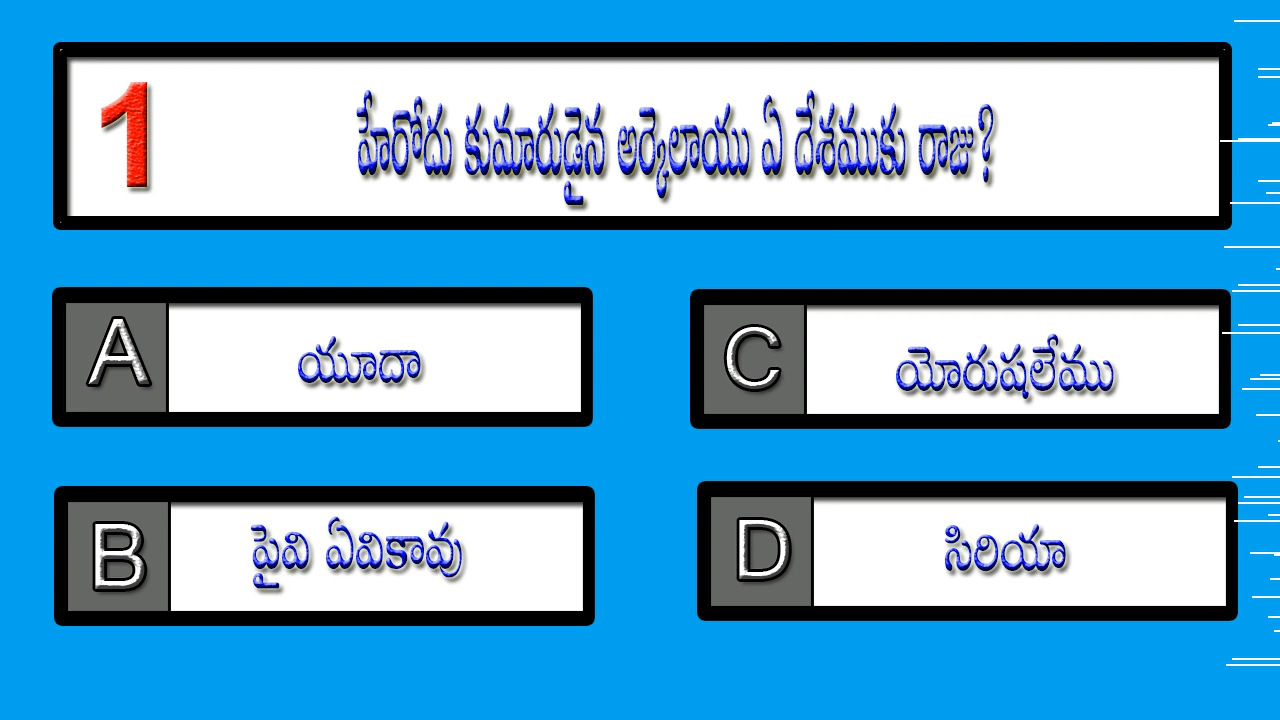 1 హేరోదు కుమారుడైన అర్కెలాయు ఏ దేశముకు రాజు?
A యూదా
C యోరుషలేము
B పైవి ఏవికావు
D సిరియా